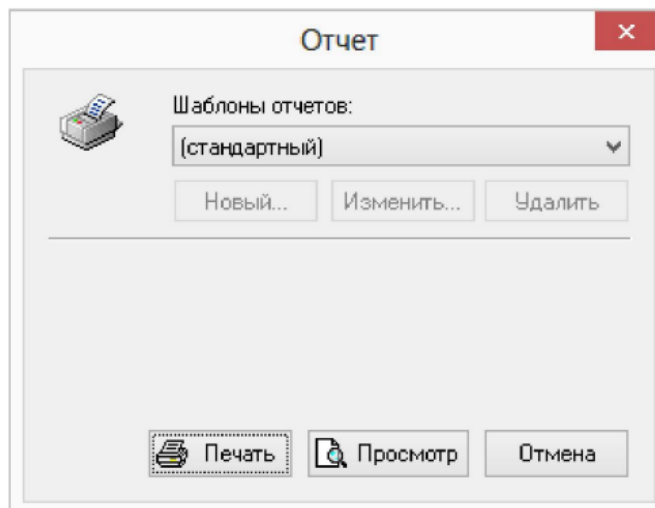 Отчет
Шаблоны отчетов:
(стандартный)
Новый... Изменить... Удалить
Печать Просмотр Отмена